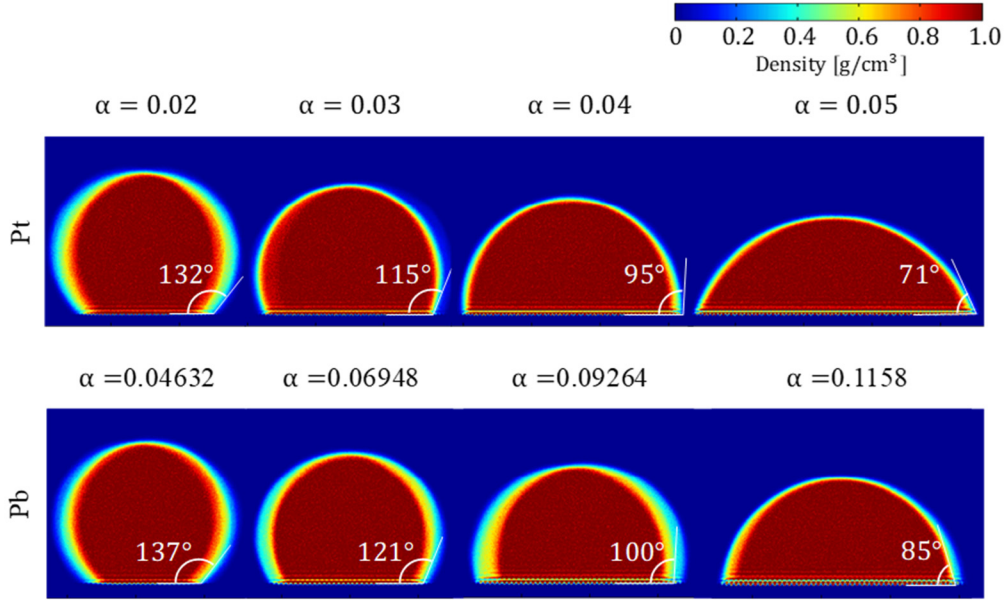 0 0.2 0.4 0.6 0.8 1.0
Density [g/cm³]
α = 0.02 α = 0.03 α = 0.04 α = 0.05
Pt
132° 115° 95° 71°
α =0.04632 α =0.06948 α =0.09264 α =0.1158
Pb
137° 121° 100° 85°